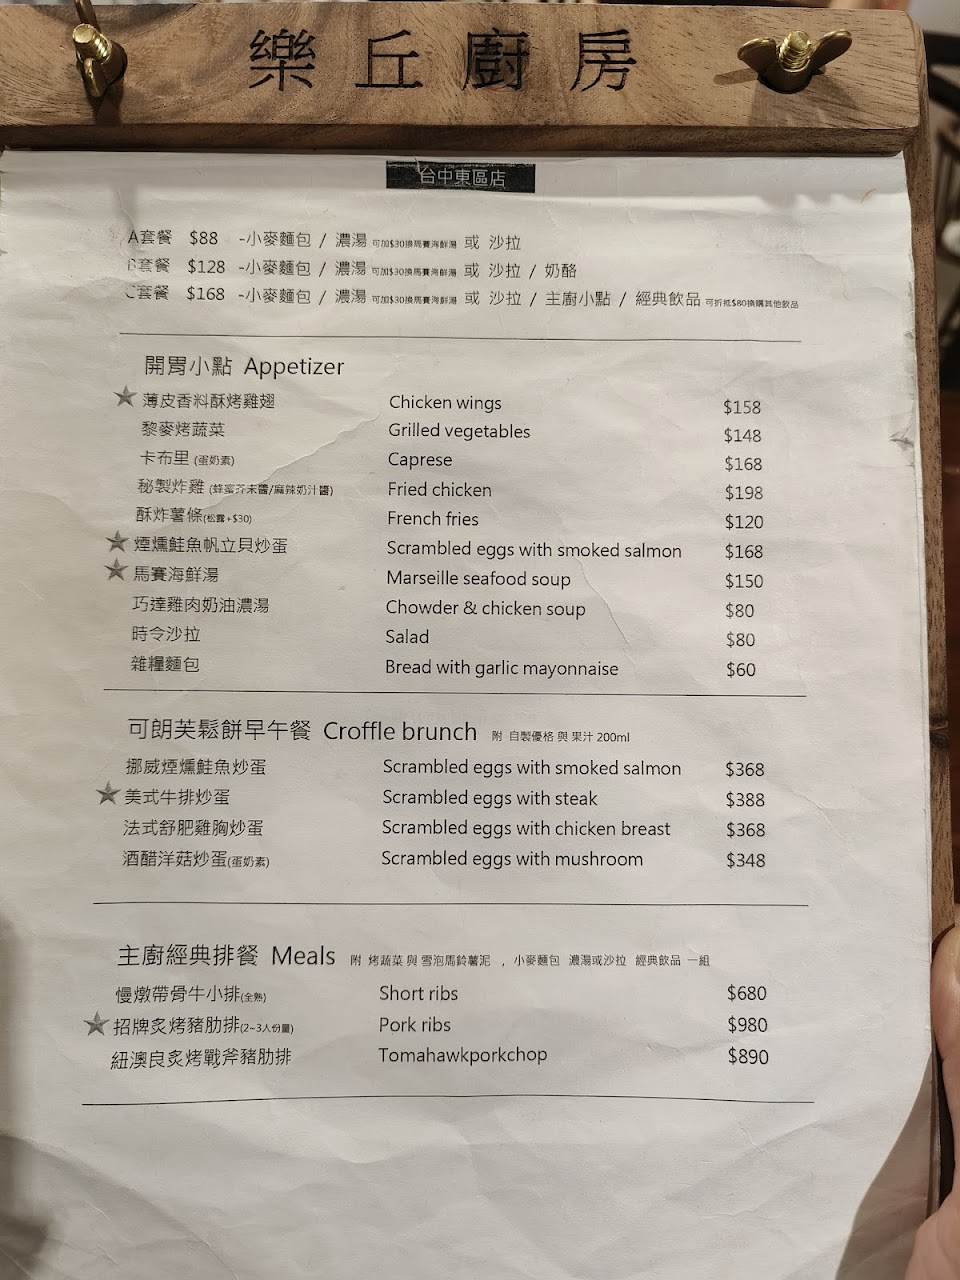 樂丘廚房
台中東區店
A套餐 $88 -小麥麵包 / 濃湯 可加$30換馬賽海鮮湯 或 沙拉
B套餐 $128 -小麥麵包 / 濃湯 可加$30換馬賽海鮮湯 或 沙拉 / 奶酪
C套餐 $168 -小麥麵包 / 濃湯 可加$30換馬賽海鮮湯 或 沙拉 / 主廚小點 / 經典飲品 可折抵$80換購其他飲品
開胃小點 Appetizer
★ 薄皮香料酥烤雞翅 Chicken wings $158
黎麥烤蔬菜 Grilled vegetables $148
卡布里 (蛋奶素) Caprese $168
秘製炸雞 (蜂蜜芥末醬/麻辣奶汁醬) Fried chicken $198
酥炸薯條(松露+$30) French fries $120
★ 煙燻鮭魚帆立貝炒蛋 Scrambled eggs with smoked salmon $168
★ 馬賽海鮮湯 Marseille seafood soup $150
巧達雞肉奶油濃湯 Chowder & chicken soup $80
時令沙拉 Salad $80
雜糧麵包 Bread with garlic mayonnaise $60
可朗芙鬆餅早午餐 Croffle brunch 附 自製優格 與 果汁 200ml
挪威煙燻鮭魚炒蛋 Scrambled eggs with smoked salmon $368
★ 美式牛排炒蛋 Scrambled eggs with steak $388
法式舒肥雞胸炒蛋 Scrambled eggs with chicken breast $368
酒醋洋菇炒蛋(蛋奶素) Scrambled eggs with mushroom $348
主廚經典排餐 Meals 附 烤蔬菜 與 雪泡馬鈴薯泥 , 小麥麵包 濃湯或沙拉 經典飲品 一組
慢燉帶骨牛小排(全熟) Short ribs $680
★ 招牌炙烤豬肋排(2~3人份量) Pork ribs $980
紐澳良炙烤戰斧豬肋排 Tomahawkporkchop $890